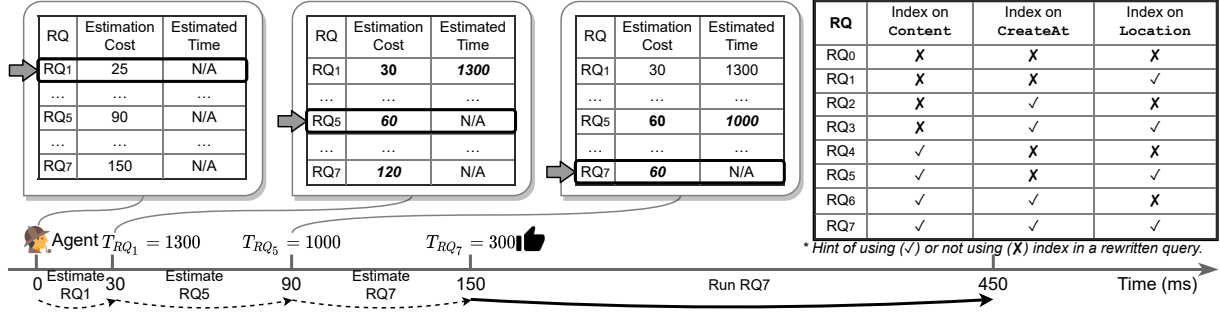 RQ Estimation Cost Estimated Time
RQ1 25 N/A
... ... ...
RQ5 90 N/A
... ... ...
RQ7 150 N/A
RQ Estimation Cost Estimated Time
RQ1 30 1300
... ... ...
RQ5 60 N/A
... ... ...
RQ7 120 N/A
RQ Estimation Cost Estimated Time
RQ1 30 1300
... ... ...
RQ5 60 1000
... ... ...
RQ7 60 N/A
RQ Index on Content Index on CreateAt Index on Location
RQ0 ✗ ✗ ✗
RQ1 ✗ ✗ ✓
RQ2 ✗ ✓ ✗
RQ3 ✗ ✓ ✓
RQ4 ✓ ✗ ✗
RQ5 ✓ ✗ ✓
RQ6 ✓ ✓ ✗
RQ7 ✓ ✓ ✓
* Hint of using (✓) or not using (✗) index in a rewritten query.
Agent T_{RQ_1} = 1300 T_{RQ_5} = 1000 T_{RQ_7} = 300
0 30 90 150 450 Time (ms)
Estimate RQ1
Estimate RQ5
Estimate RQ7
Run RQ7